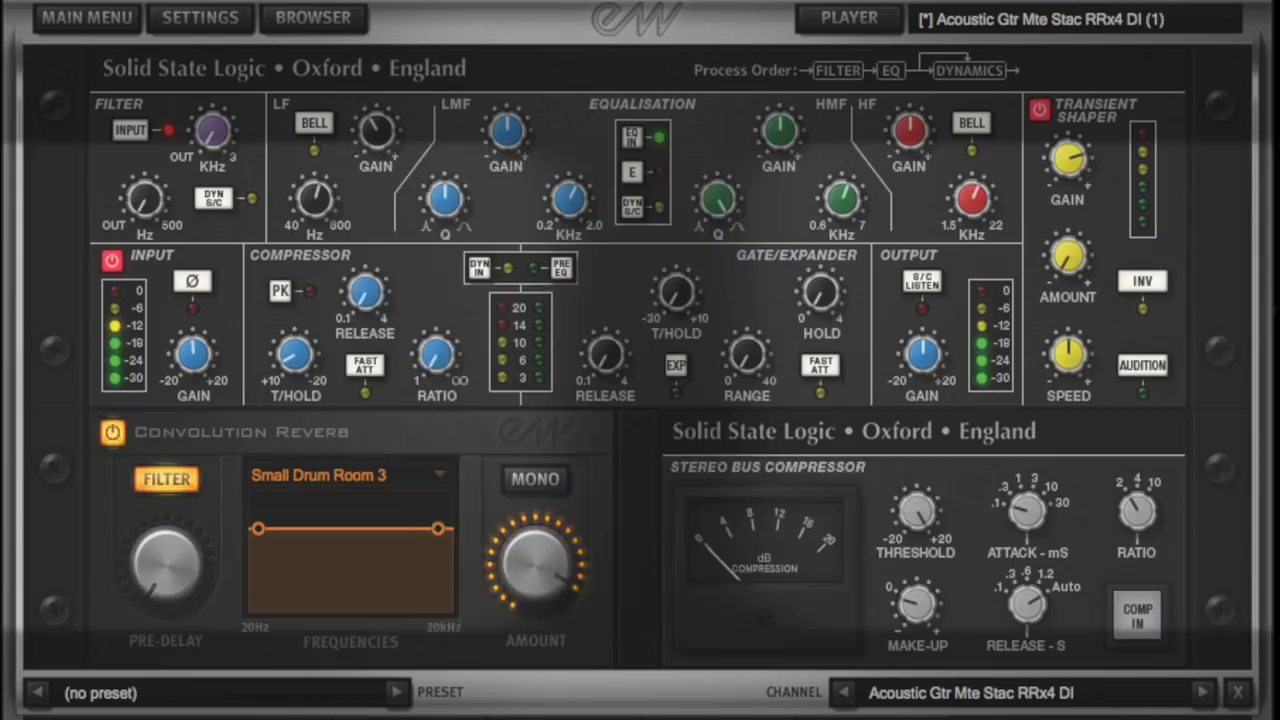 MAIN MENU SETTINGS BROWSER
PLAYER [*] Acoustic Gtr Mte Stac RRx4 DI (1)
Solid State Logic • Oxford • England
Process Order: FILTER EQ DYNAMICS
FILTER
INPUT
OUT 3
KHz
DYN S/C
OUT 500
Hz
LF
BELL
GAIN
40 800
Hz
LMF
- GAIN +
Q
0.2 2.0
KHz
EQUALISATION
EQ IN
E
DYN S/C
HMF
- GAIN +
Q
0.6 7
KHz
HF
- GAIN +
BELL
1.5 22
KHz
TRANSIENT
SHAPER
- +
GAIN
- +
AMOUNT
INV
- +
SPEED
AUDITION
INPUT
Ø
0
-6
-12
-18
-24
-30
-20 +20
GAIN
COMPRESSOR
PK
0.1 4
RELEASE
+10 -20
T/HOLD
FAST ATT
1 ∞
RATIO
DYN IN
PRE EQ
20
14
10
6
3
GATE/EXPANDER
-30 +10
T/HOLD
0 4
HOLD
0.1 4
RELEASE
EXP
0 40
RANGE
FAST ATT
OUTPUT
S/C LISTEN
-20 +20
GAIN
0
-6
-12
-18
-24
-30
CONVOLUTION REVERB
FILTER
PRE-DELAY
Small Drum Room 3
20Hz 20kHz
FREQUENCIES
MONO
AMOUNT
Solid State Logic • Oxford • England
STEREO BUS COMPRESSOR
0 4 8 12 16 20
dB
COMPRESSION
-20 +20
THRESHOLD
.1 .3 1 3 10 30
ATTACK - mS
2 4 10
RATIO
0
- +
MAKE-UP
.1 .3 .6 1.2 Auto
RELEASE - S
COMP IN
(no preset) PRESET
CHANNEL Acoustic Gtr Mte Stac RRx4 DI X